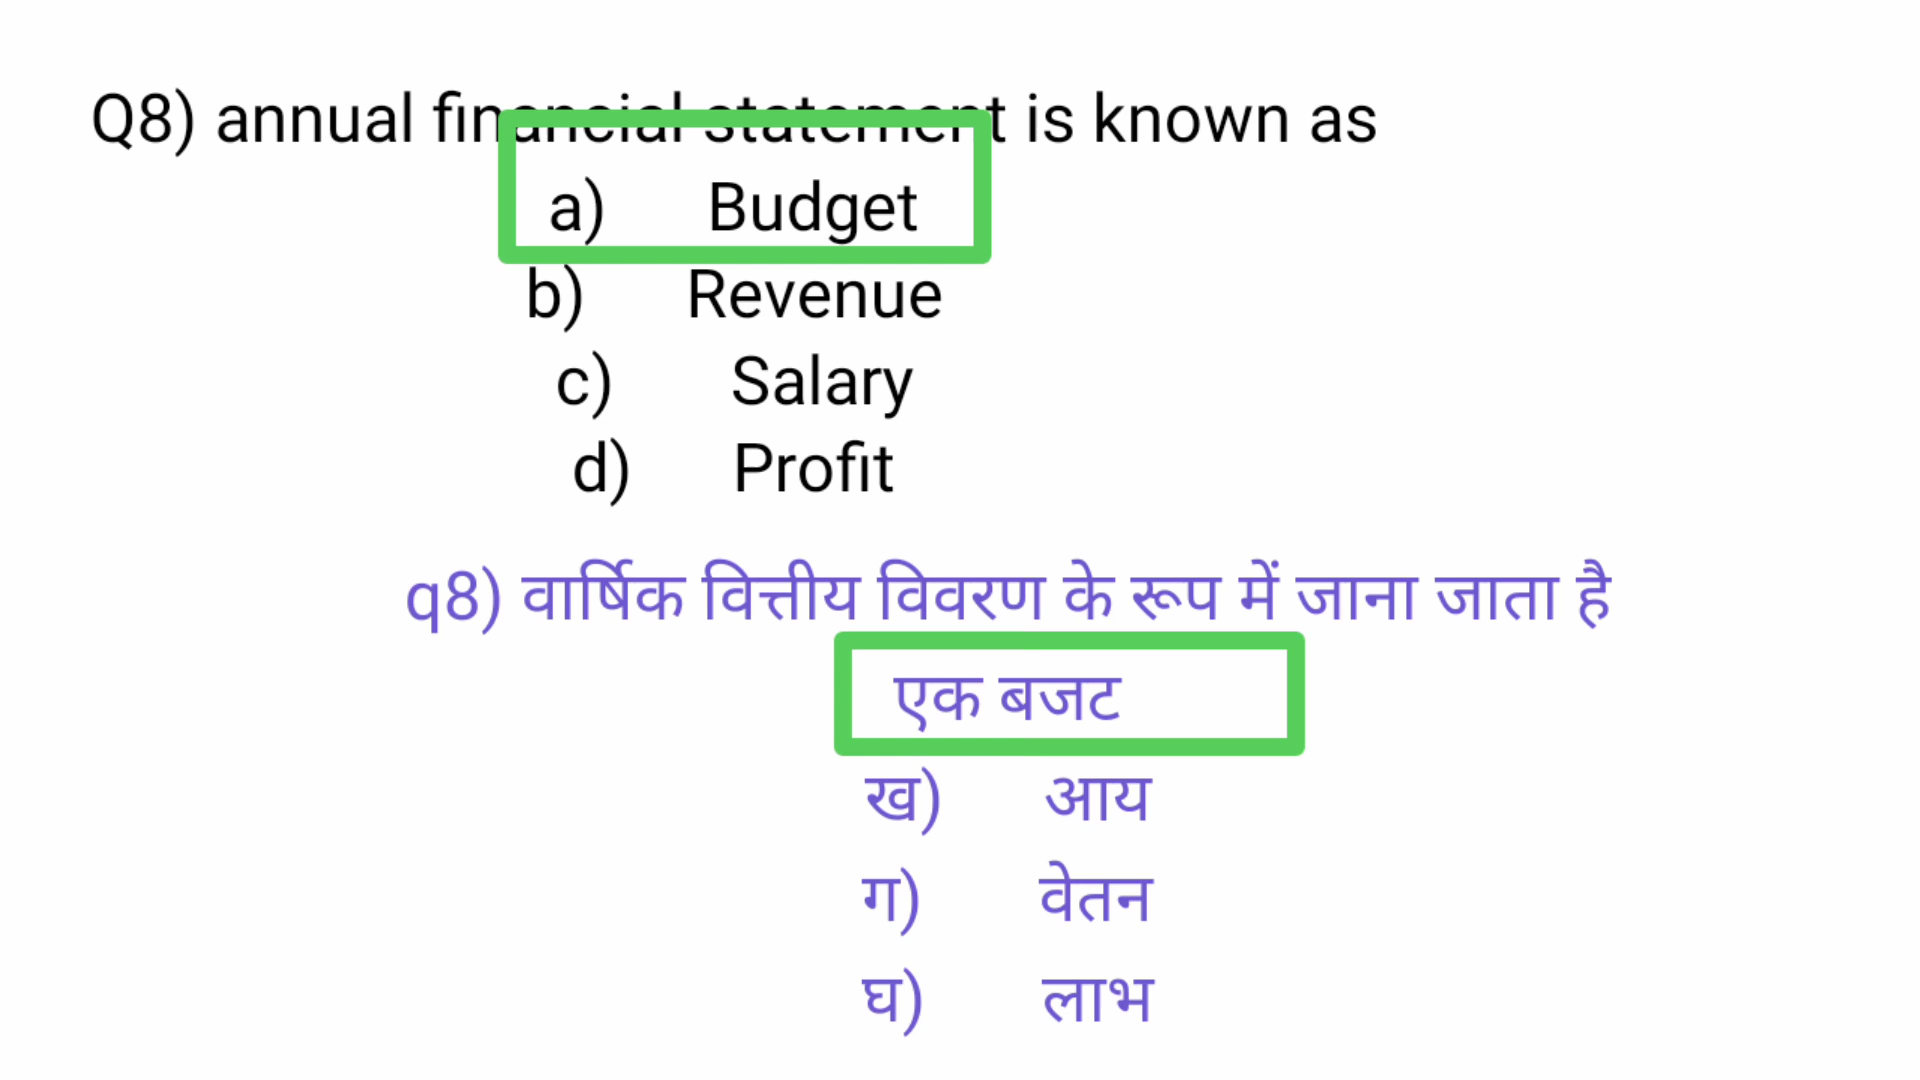 Q8) annual financial statement is known as
a) Budget
b) Revenue
c) Salary
d) Profit
q8) वार्षिक वित्तीय विवरण के रूप में जाना जाता है
एक बजट
ख) आय
ग) वेतन
घ) लाभ